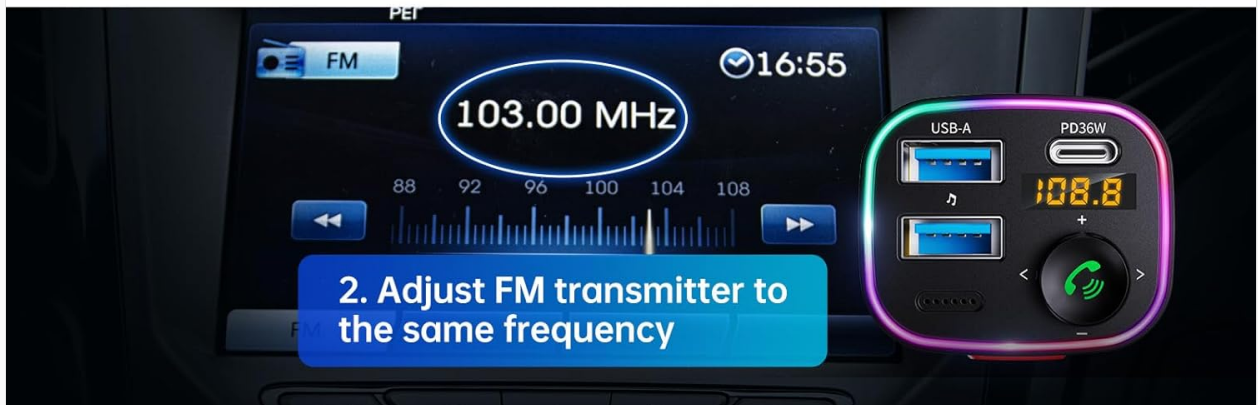 FM
16:55
103.00 MHz
88 92 96 100 104 108
USB-A
PD36W
108.8
+
< >
−
2. Adjust FM transmitter to
the same frequency